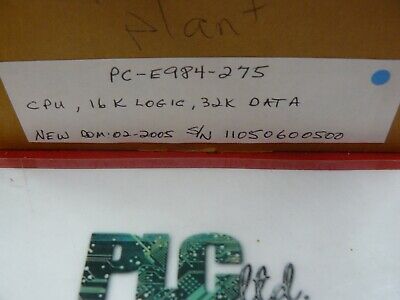 plant
PC-E984-275
CPU, 16K LOGIC, 32K DATA
NEW DOM:02-2005 S/N 11050600500
PLC
ltd.